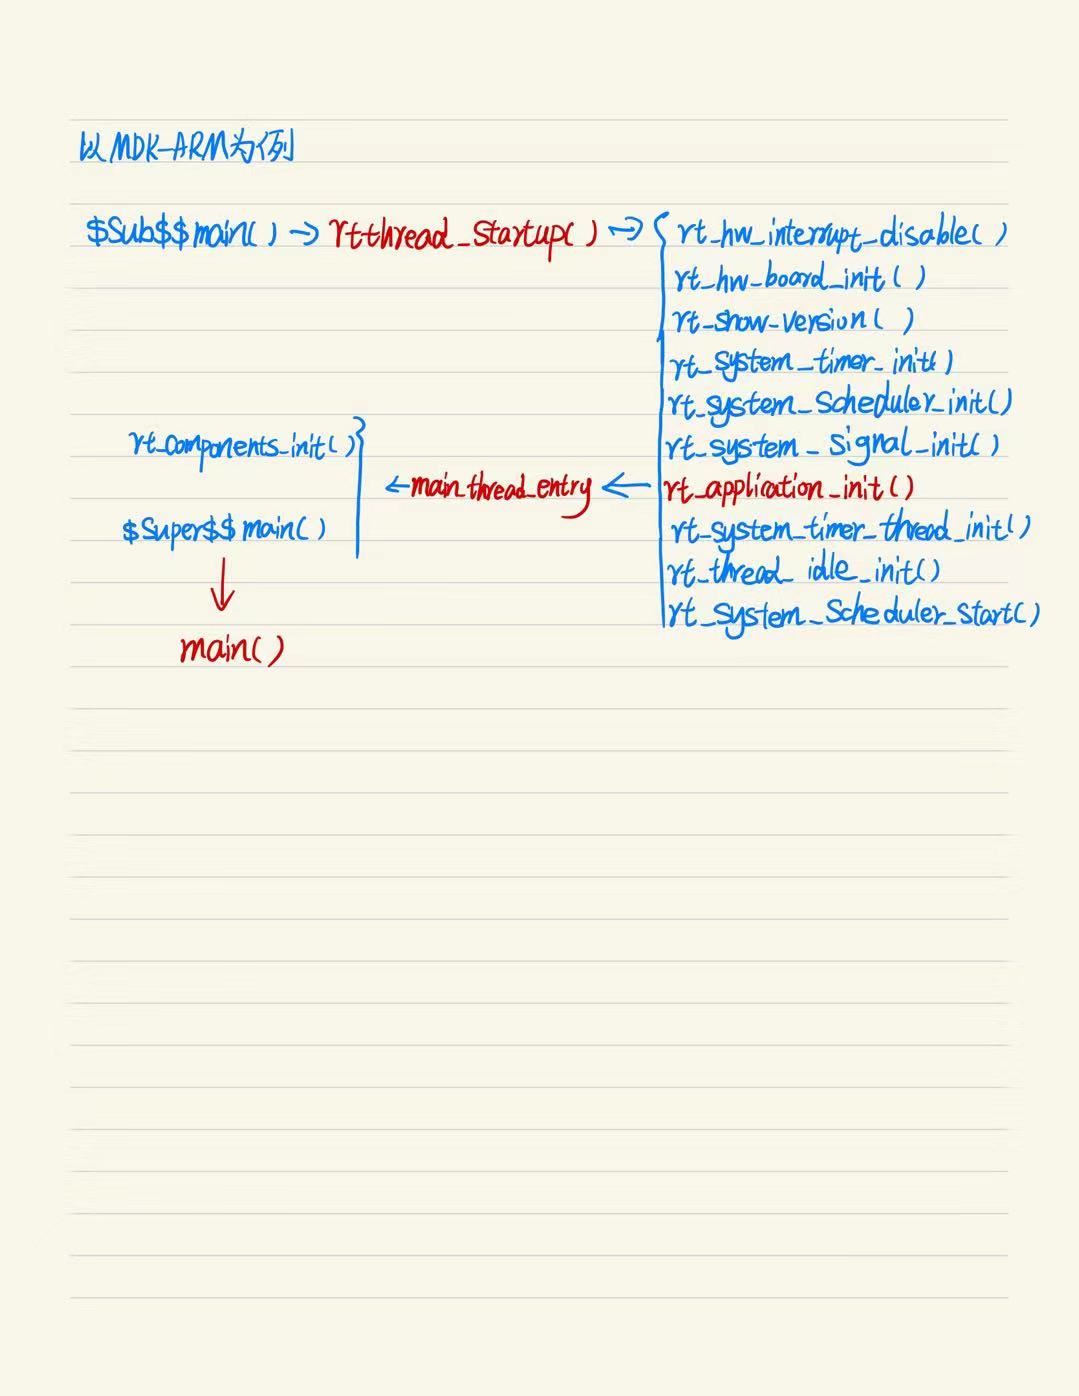 以MDK-ARM为例
$Sub$$main() → rtthread_startup() → rt_hw_interrupt_disable()
rt_hw_board_init()
rt_show_version()
rt_system_timer_init()
rt_system_scheduler_init()
rt_system_signal_init()
rt_application_init()
rt_system_timer_thread_init()
rt_thread_idle_init()
rt_system_scheduler_start()
← main_thread_entry ←
rt_components_init()
$Super$$main()
main()